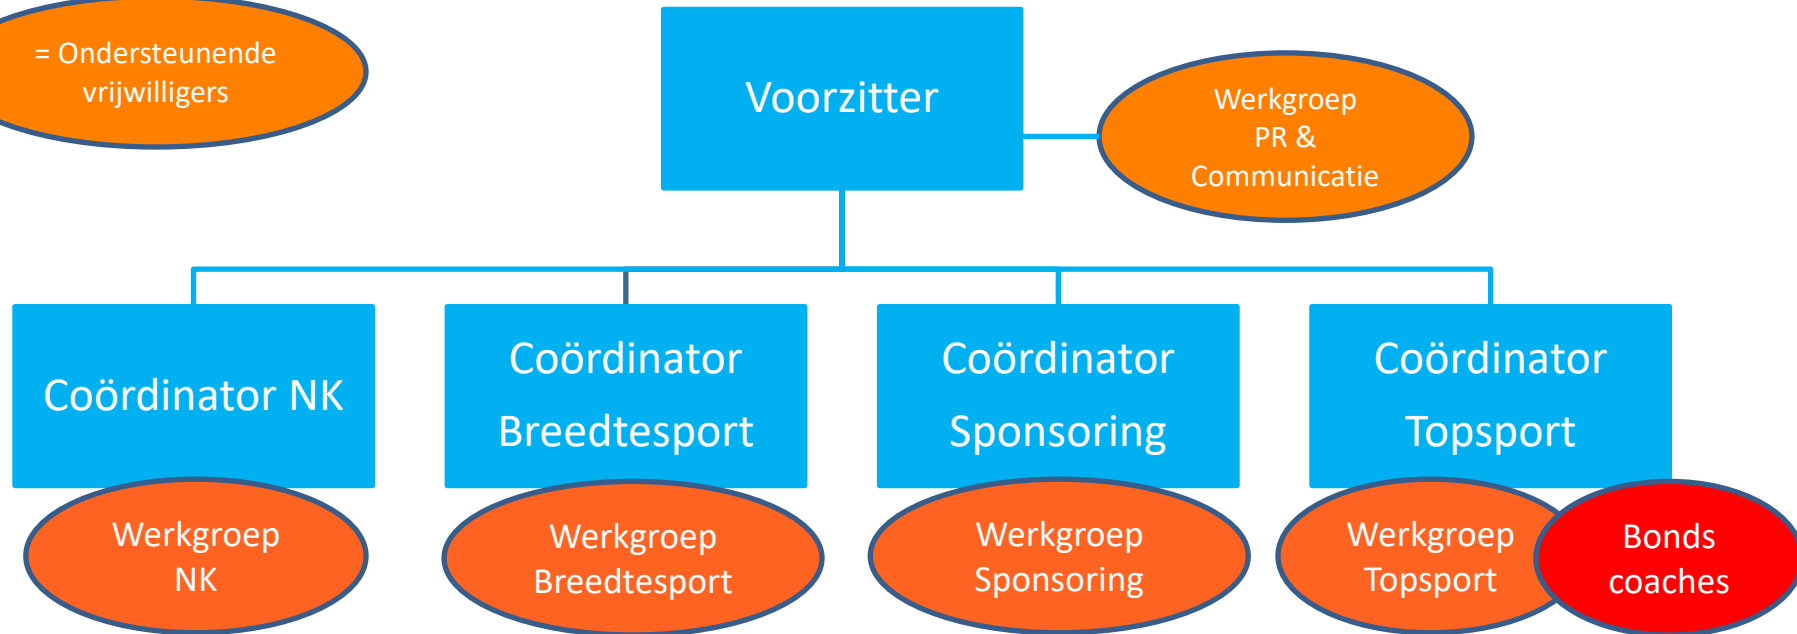 = Ondersteunende
vrijwilligers
Voorzitter
Werkgroep
PR &
Communicatie
Coördinator NK
Coördinator
Breedtesport
Coördinator
Sponsoring
Coördinator
Topsport
Werkgroep
NK
Werkgroep
Breedtesport
Werkgroep
Sponsoring
Werkgroep
Topsport
Bonds
coaches